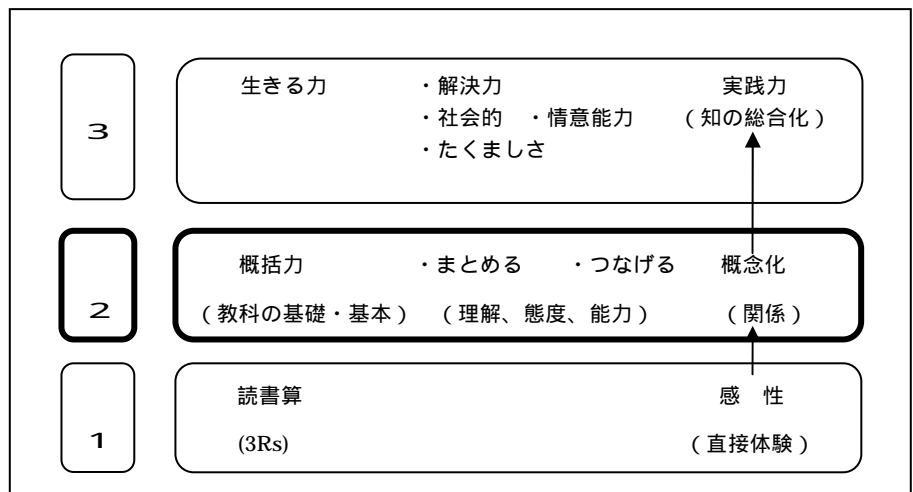 3
生きる力 ・解決力 実践力
・社会的 ・情意能力 （知の総合化）
・たくましさ
2
概括力 ・まとめる ・つなげる 概念化
（教科の基礎・基本） （理解、態度、能力） （関係）
1
読書算 感 性
(3Rs) （直接体験）